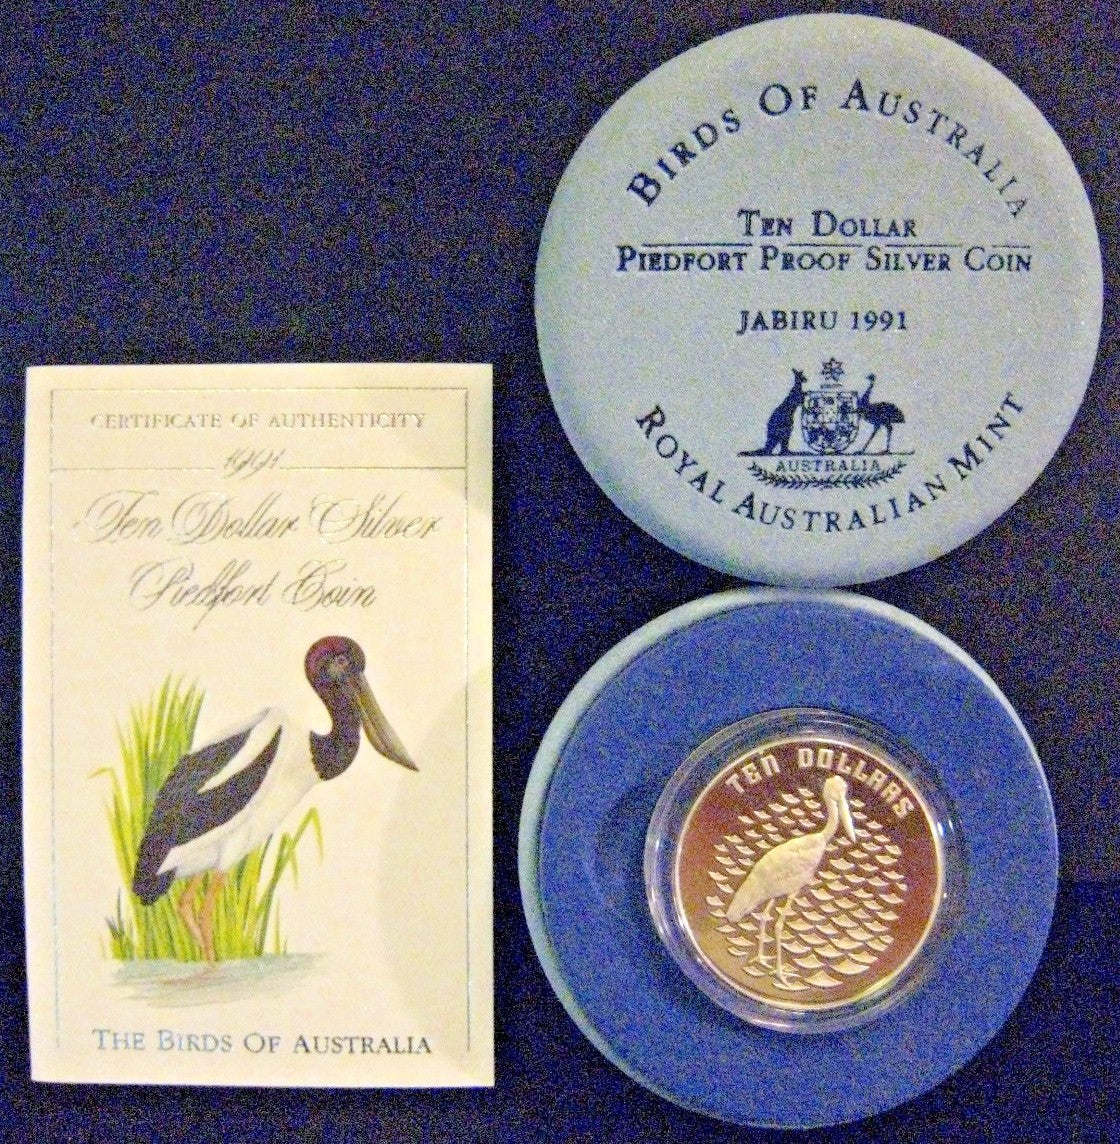 CERTIFICATE OF AUTHENTICITY
1991
Ten Dollar Silver
Piedfort Coin
THE BIRDS OF AUSTRALIA
BIRDS OF AUSTRALIA
TEN DOLLAR
PIEDFORT PROOF SILVER COIN
JABIRU 1991
AUSTRALIA
ROYAL AUSTRALIAN MINT
TEN DOLLARS